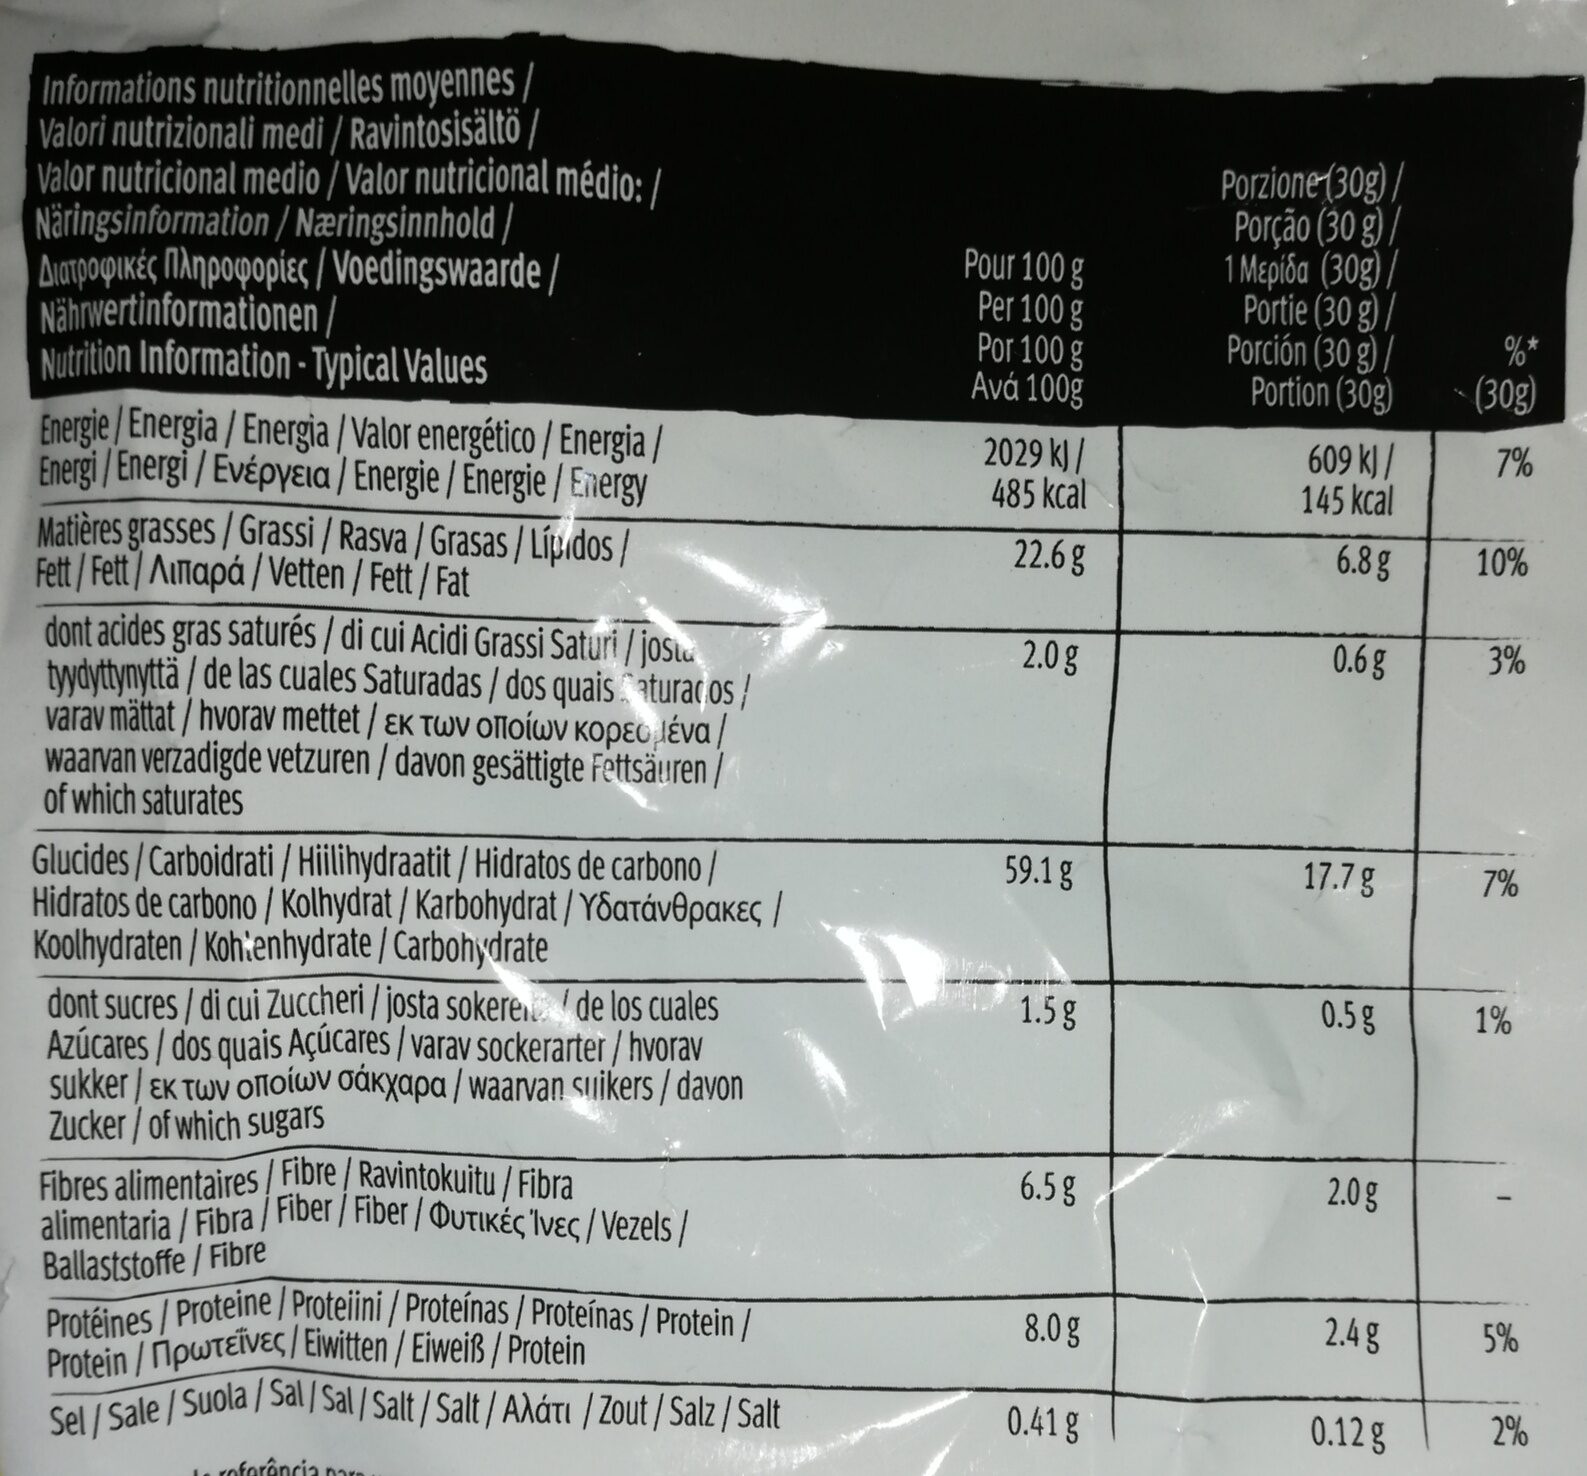 Informations nutritionnelles moyennes /
Valori nutrizionali medi / Ravintosisältö /
Valor nutricional medio / Valor nutricional médio: /
Näringsinformation / Næringsinnhold /
Διατροφικές Πληροφορίες / Voedingswaarde /
Nährwertinformationen /
Nutrition Information - Typical Values
Pour 100 g
Per 100 g
Por 100 g
Ανά 100g
Porzione (30g) /
Porção (30 g) /
1 Μερίδα (30g) /
Portie (30 g) /
Porción (30 g) /
Portion (30g)
%*
(30g)
Energie / Energia / Energia / Valor energético / Energia /
Energi / Energi / Ενέργεια / Energie / Energie / Energy
2029 kJ /
485 kcal
609 kJ /
145 kcal
7%
Matières grasses / Grassi / Rasva / Grasas / Lípidos /
Fett / Fett / Λιπαρά / Vetten / Fett / Fat
22.6 g
6.8 g
10%
dont acides gras saturés / di cui Acidi Grassi Saturi / josta
tyydyttynyttä / de las cuales Saturadas / dos quais Saturados /
varav mättat / hvorav mettet / εκ των οποίων κορεσμένα /
waarvan verzadigde vetzuren / davon gesättigte Fettsäuren /
of which saturates
2.0 g
0.6 g
3%
Glucides / Carboidrati / Hiilihydraatit / Hidratos de carbono /
Hidratos de carbono / Kolhydrat / Karbohydrat / Υδατάνθρακες /
Koolhydraten / Kohlenhydrate / Carbohydrate
59.1 g
17.7 g
7%
dont sucres / di cui Zuccheri / josta / de los cuales
Azúcares / dos quais Açúcares / varav sockerarter / hvorav
sukker / εκ των οποίων σάκχαρα / waarvan suikers / davon
Zucker / of which sugars
1.5 g
0.5 g
1%
Fibres alimentaires / Fibre / Ravintokuitu / Fibra
alimentaria / Fibra / Fiber / Fiber / Φυτικές Ίνες / Vezels /
Ballaststoffe / Fibre
6.5 g
2.0 g
–
Protéines / Proteine / Proteiini / Proteínas / Proteínas / Protein /
Protein / Πρωτεΐνες / Eiwitten / Eiweiß / Protein
8.0 g
2.4 g
5%
Sel / Sale / Suola / Sal / Sal / Salt / Salt / Αλάτι / Zout / Salz / Salt
0.41 g
0.12 g
2%